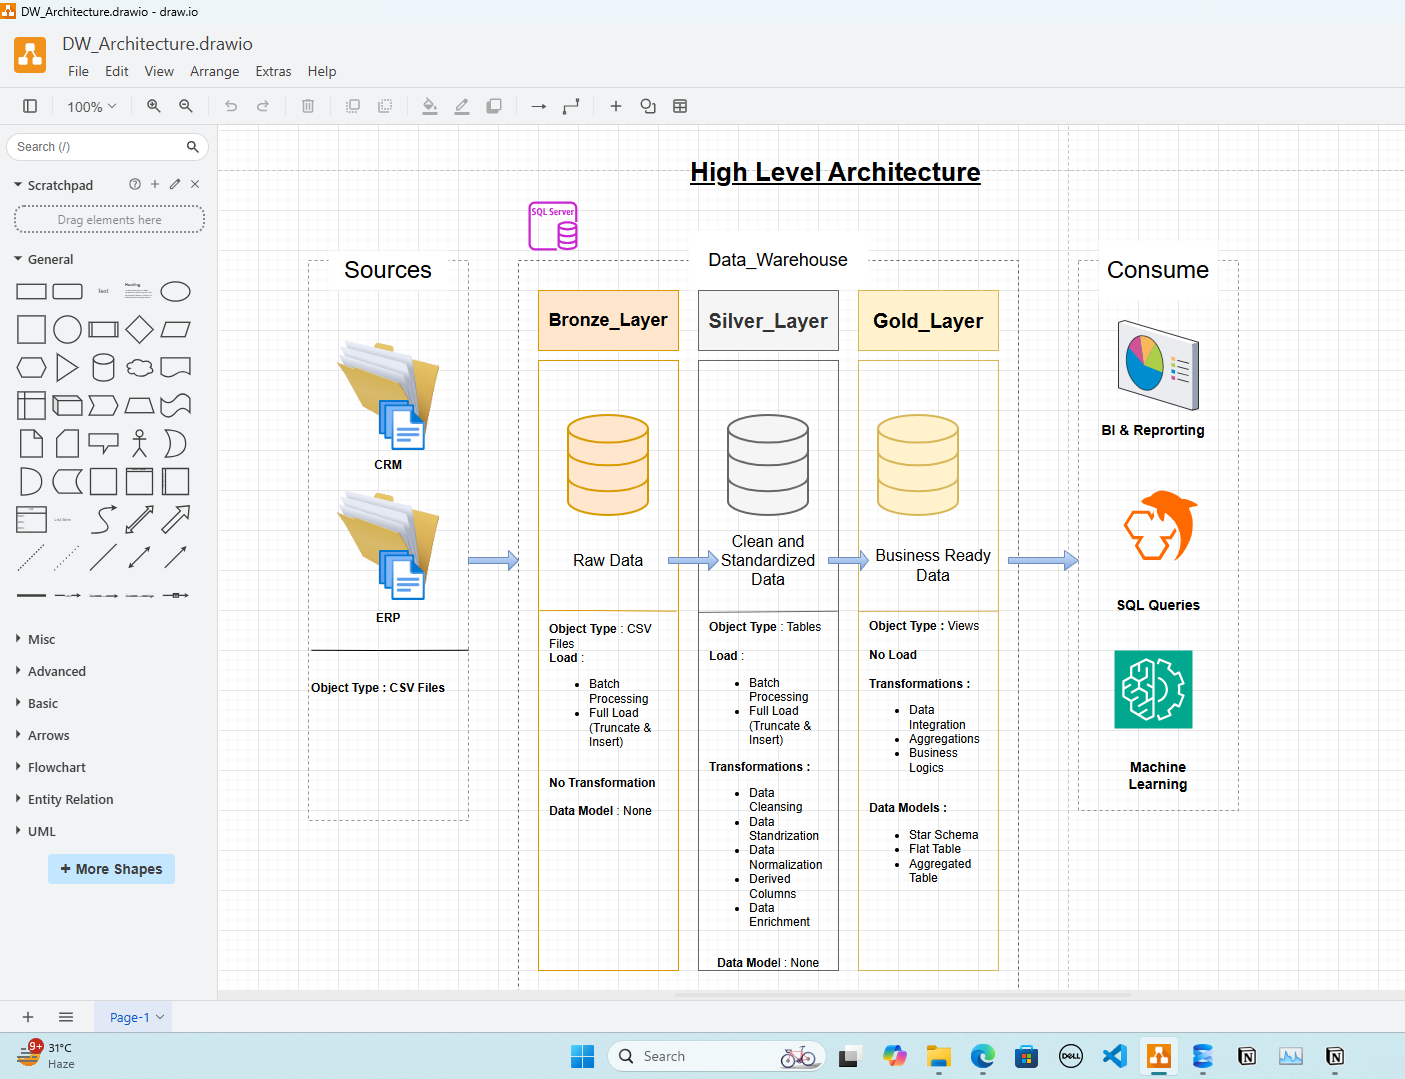 DW_Architecture.drawio - draw.io
DW_Architecture.drawio
File Edit View Arrange Extras Help
100%
Search (/)
Scratchpad
Drag elements here
General
Text
Heading
List Item
Misc
Advanced
Basic
Arrows
Flowchart
Entity Relation
UML
+ More Shapes
High Level Architecture
SQL Server
Sources
CRM
ERP
Object Type : CSV Files
Data_Warehouse
Bronze_Layer
Raw Data
Object Type : CSV
Files
Load :
• Batch
Processing
• Full Load
(Truncate &
Insert)
No Transformation
Data Model : None
Silver_Layer
Clean and
Standardized
Data
Object Type : Tables
Load :
• Batch
Processing
• Full Load
(Truncate &
Insert)
Transformations :
• Data
Cleansing
• Data
Standrization
• Data
Normalization
• Derived
Columns
• Data
Enrichment
Data Model : None
Gold_Layer
Business Ready
Data
Object Type : Views
No Load
Transformations :
• Data
Integration
• Aggregations
• Business
Logics
Data Models :
• Star Schema
• Flat Table
• Aggregated
Table
Consume
BI & Reprorting
SQL Queries
Machine
Learning
Page-1
9+
31°C
Haze
Search
DELL